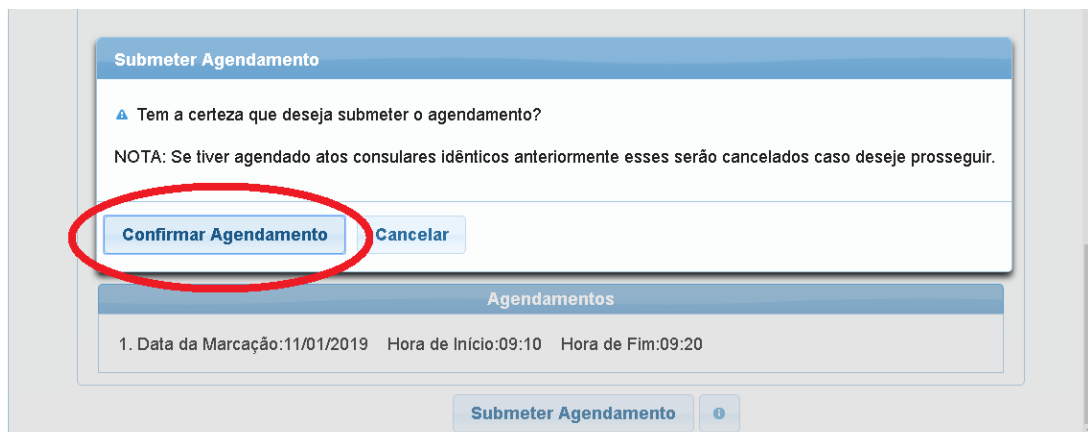 Submeter Agendamento
Tem a certeza que deseja submeter o agendamento?
NOTA: Se tiver agendado atos consulares idênticos anteriormente esses serão cancelados caso deseje prosseguir.
Confirmar Agendamento Cancelar
Agendamentos
1. Data da Marcação:11/01/2019 Hora de Início:09:10 Hora de Fim:09:20
Submeter Agendamento